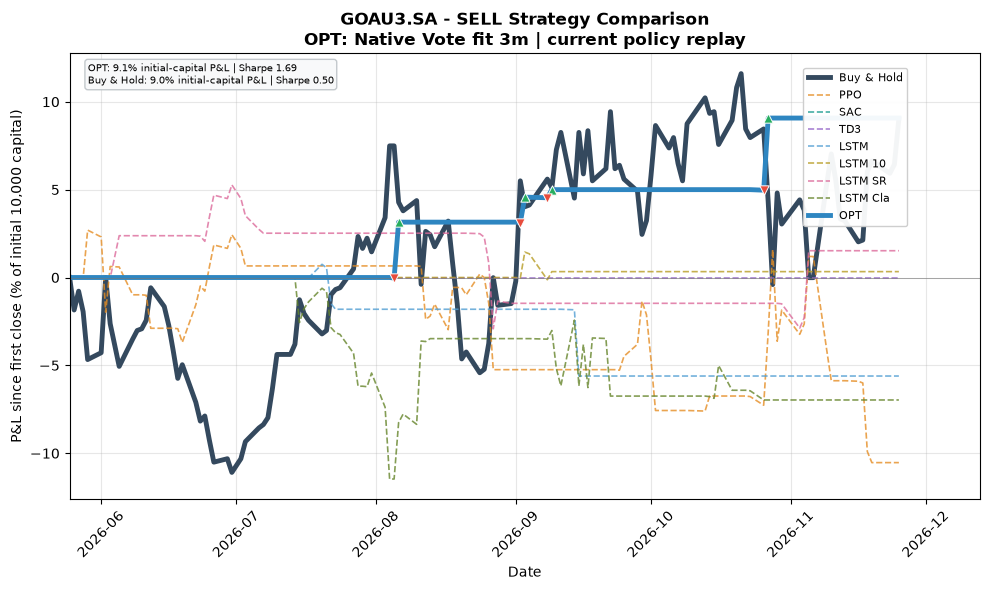 GOAU3.SA - SELL Strategy Comparison
OPT: Native Vote fit 3m | current policy replay
OPT: 9.1% initial-capital P&L | Sharpe 1.69
Buy & Hold: 9.0% initial-capital P&L | Sharpe 0.50
Buy & Hold
PPO
SAC
TD3
LSTM
LSTM 10
LSTM SR
LSTM Cla
OPT
P&L since first close (% of initial 10,000 capital)
10
5
0
−5
−10
2026-06
2026-07
2026-08
2026-09
2026-10
2026-11
2026-12
Date